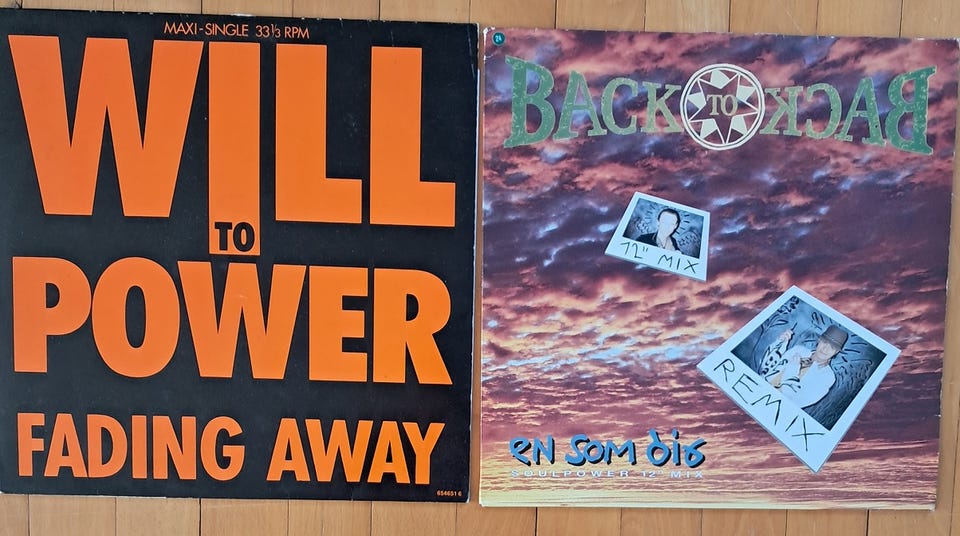 MAXI-SINGLE 33⅓ RPM
WILL
TO
POWER
FADING AWAY
654651 6
24
BACK TO BACK
12" MIX
REMIX
en som dig
SOULPOWER 12" MIX